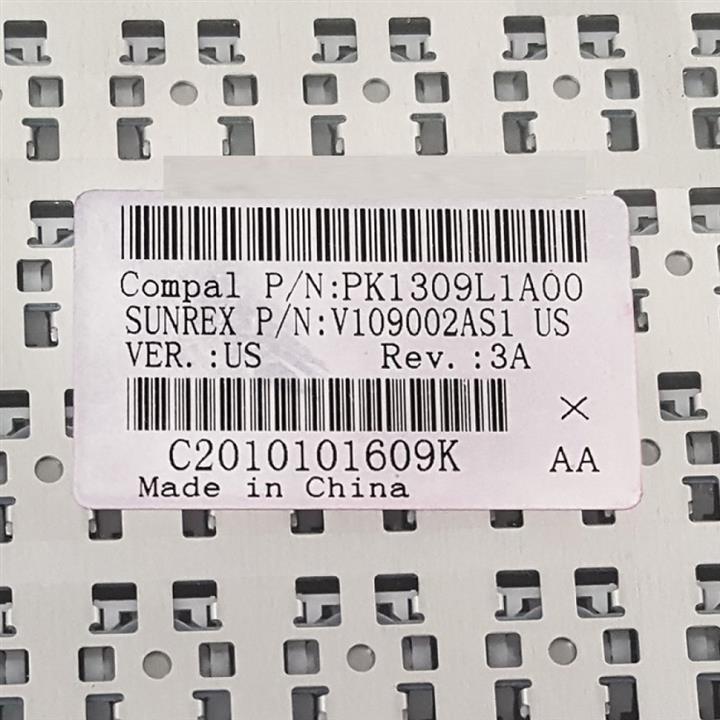 Compal P/N:PK1309L1A00
SUNREX P/N:V109002AS1 US
VER.:US Rev.:3A
X
C2010101609K AA
Made in China